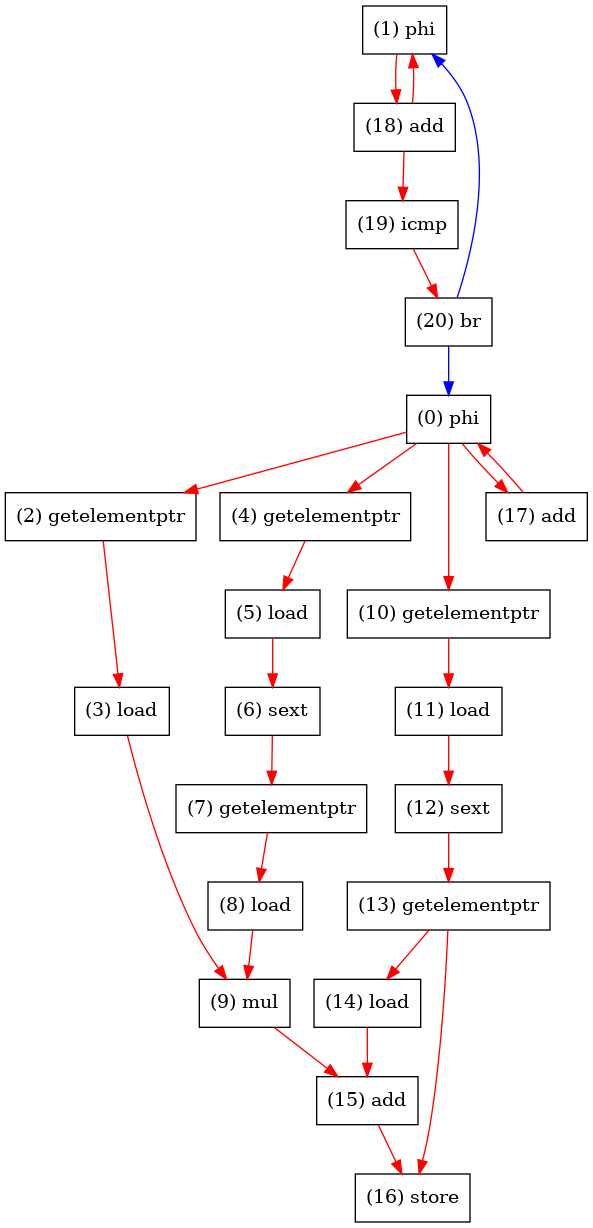 (1) phi
(18) add
(19) icmp
(20) br
(0) phi
(2) getelementptr
(4) getelementptr
(17) add
(5) load
(10) getelementptr
(3) load
(6) sext
(11) load
(7) getelementptr
(12) sext
(8) load
(13) getelementptr
(9) mul
(14) load
(15) add
(16) store